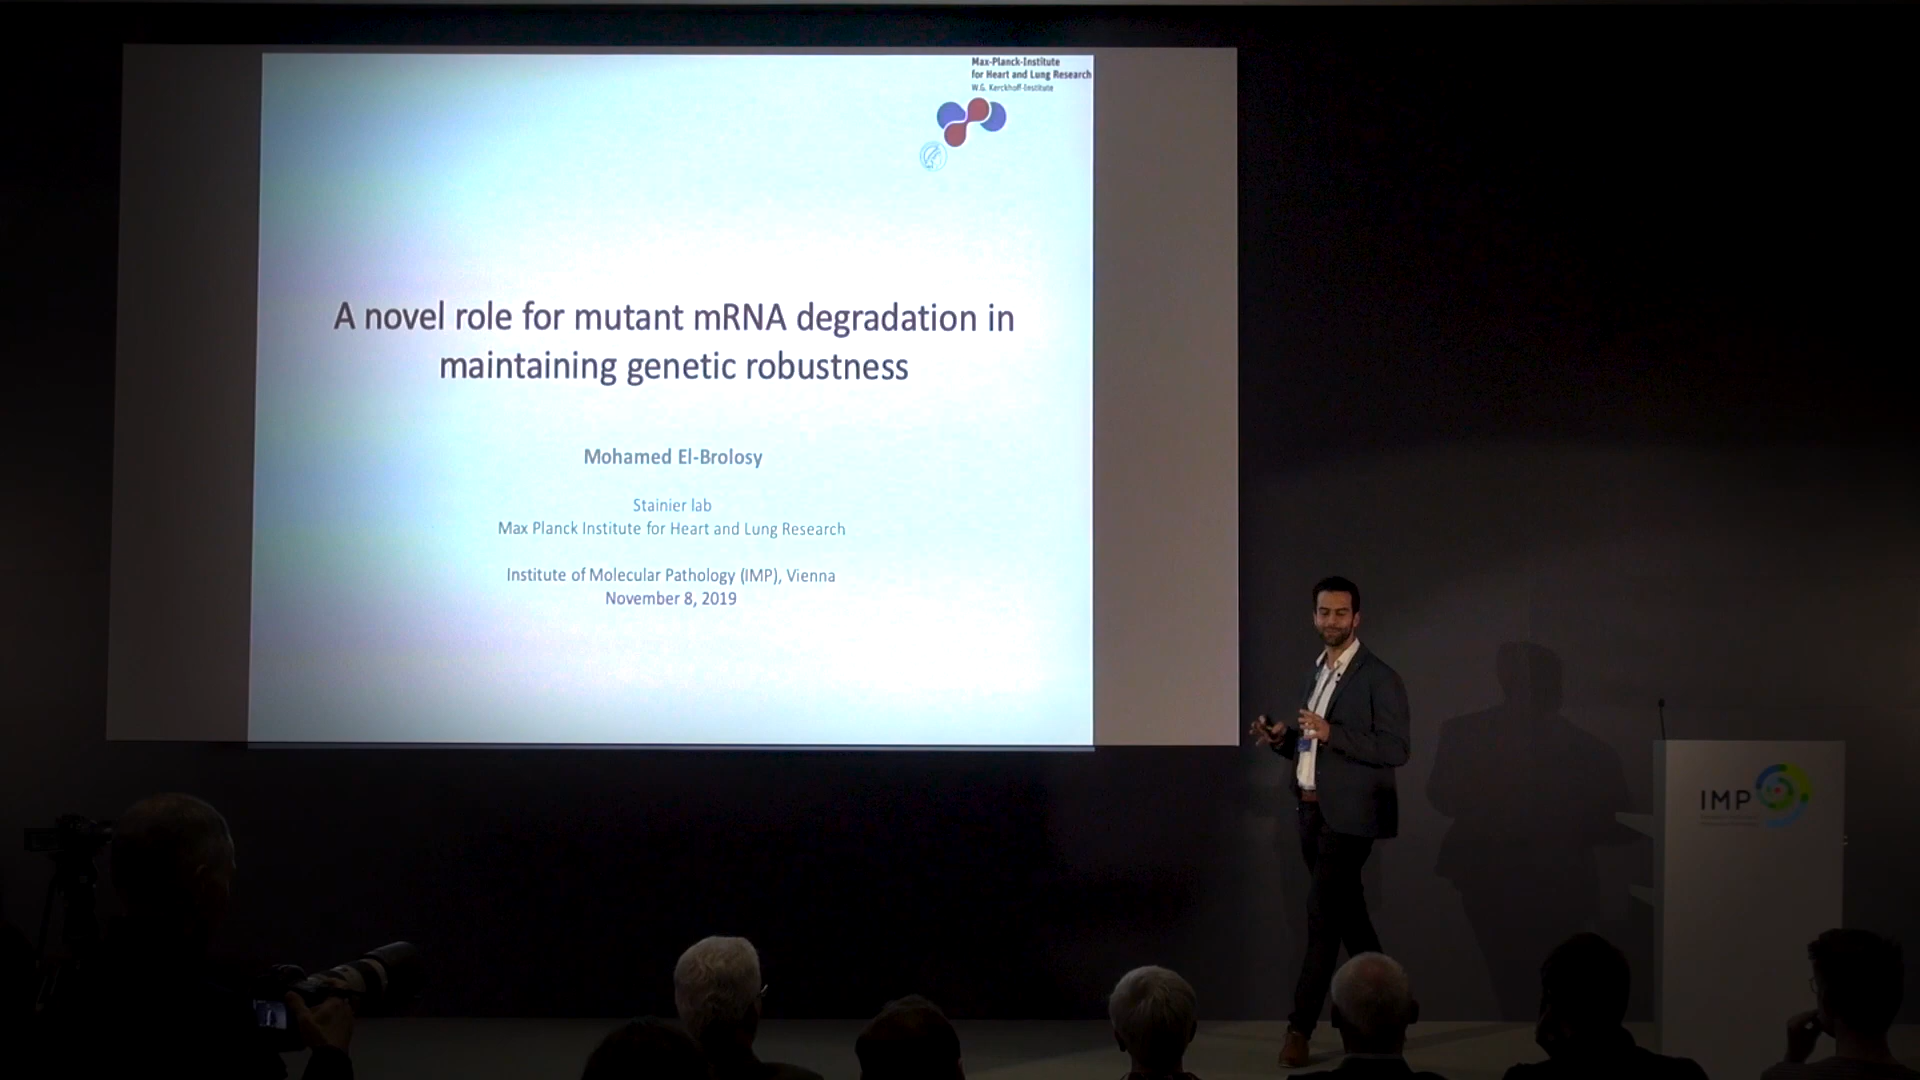 Max-Planck-Institute
for Heart and Lung Research
W.G. Kerckhoff-Institute
A novel role for mutant mRNA degradation in
maintaining genetic robustness
Mohamed El-Brolosy
Stainier lab
Max Planck Institute for Heart and Lung Research
Institute of Molecular Pathology (IMP), Vienna
November 8, 2019
IMP